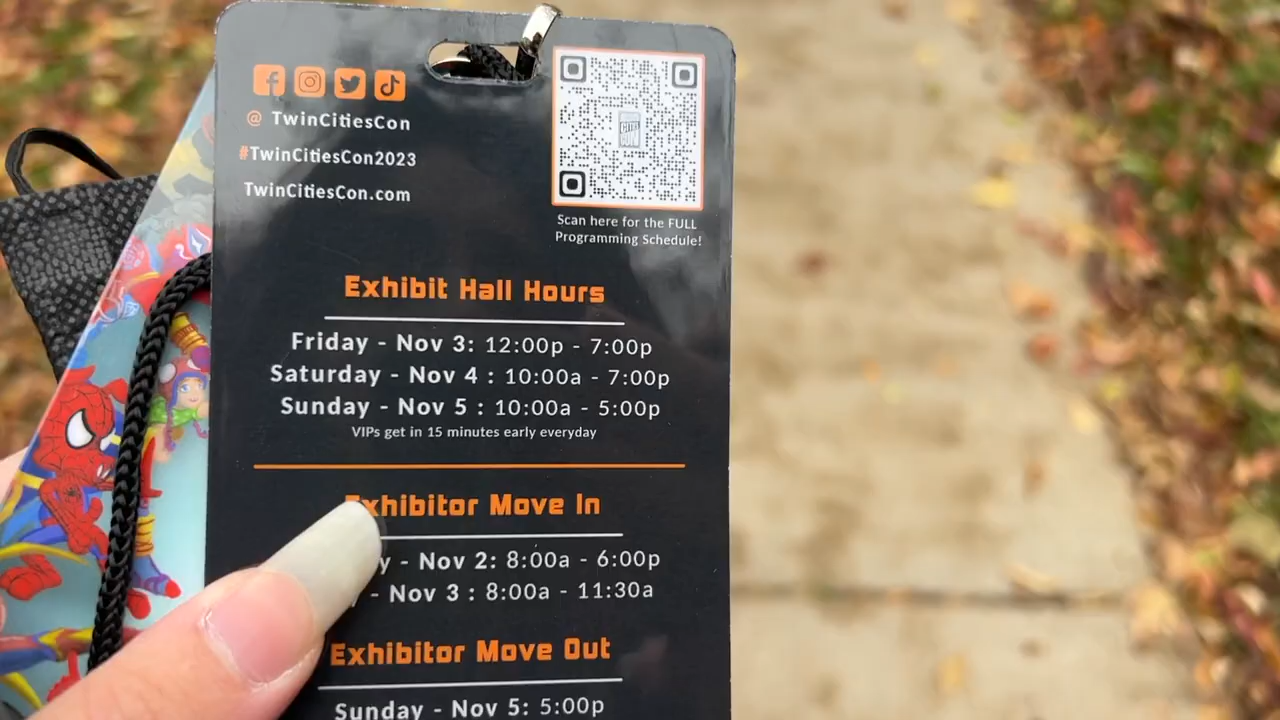 @ TwinCitiesCon
#TwinCitiesCon2023
TwinCitiesCon.com
Scan here for the FULL
Programming Schedule!
Exhibit Hall Hours
Friday - Nov 3: 12:00p - 7:00p
Saturday - Nov 4 : 10:00a - 7:00p
Sunday - Nov 5 : 10:00a - 5:00p
VIPs get in 15 minutes early everyday
Exhibitor Move In
- Nov 2: 8:00a - 6:00p
- Nov 3 : 8:00a - 11:30a
Exhibitor Move Out
Sunday - Nov 5: 5:00p